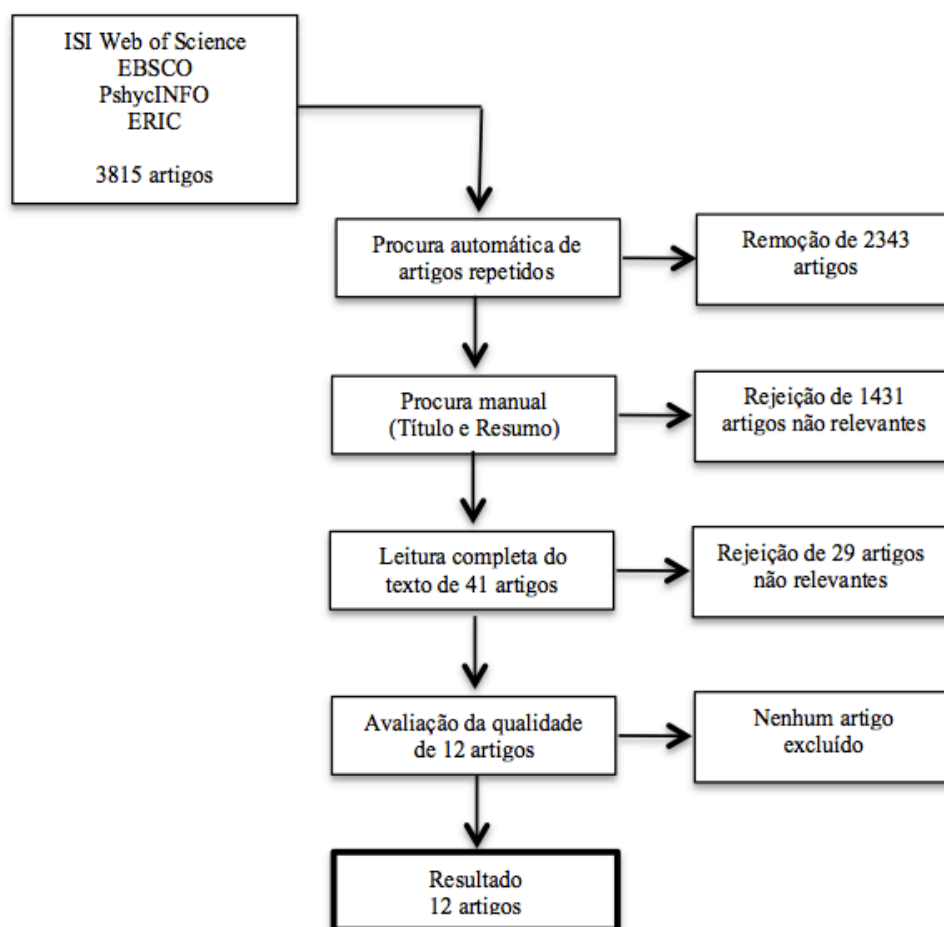 ISI Web of Science
EBSCO
PshycINFO
ERIC
3815 artigos
Procura automática de
artigos repetidos
Remoção de 2343
artigos
Procura manual
(Título e Resumo)
Rejeição de 1431
artigos não relevantes
Leitura completa do
texto de 41 artigos
Rejeição de 29 artigos
não relevantes
Avaliação da qualidade
de 12 artigos
Nenhum artigo
excluído
Resultado
12 artigos